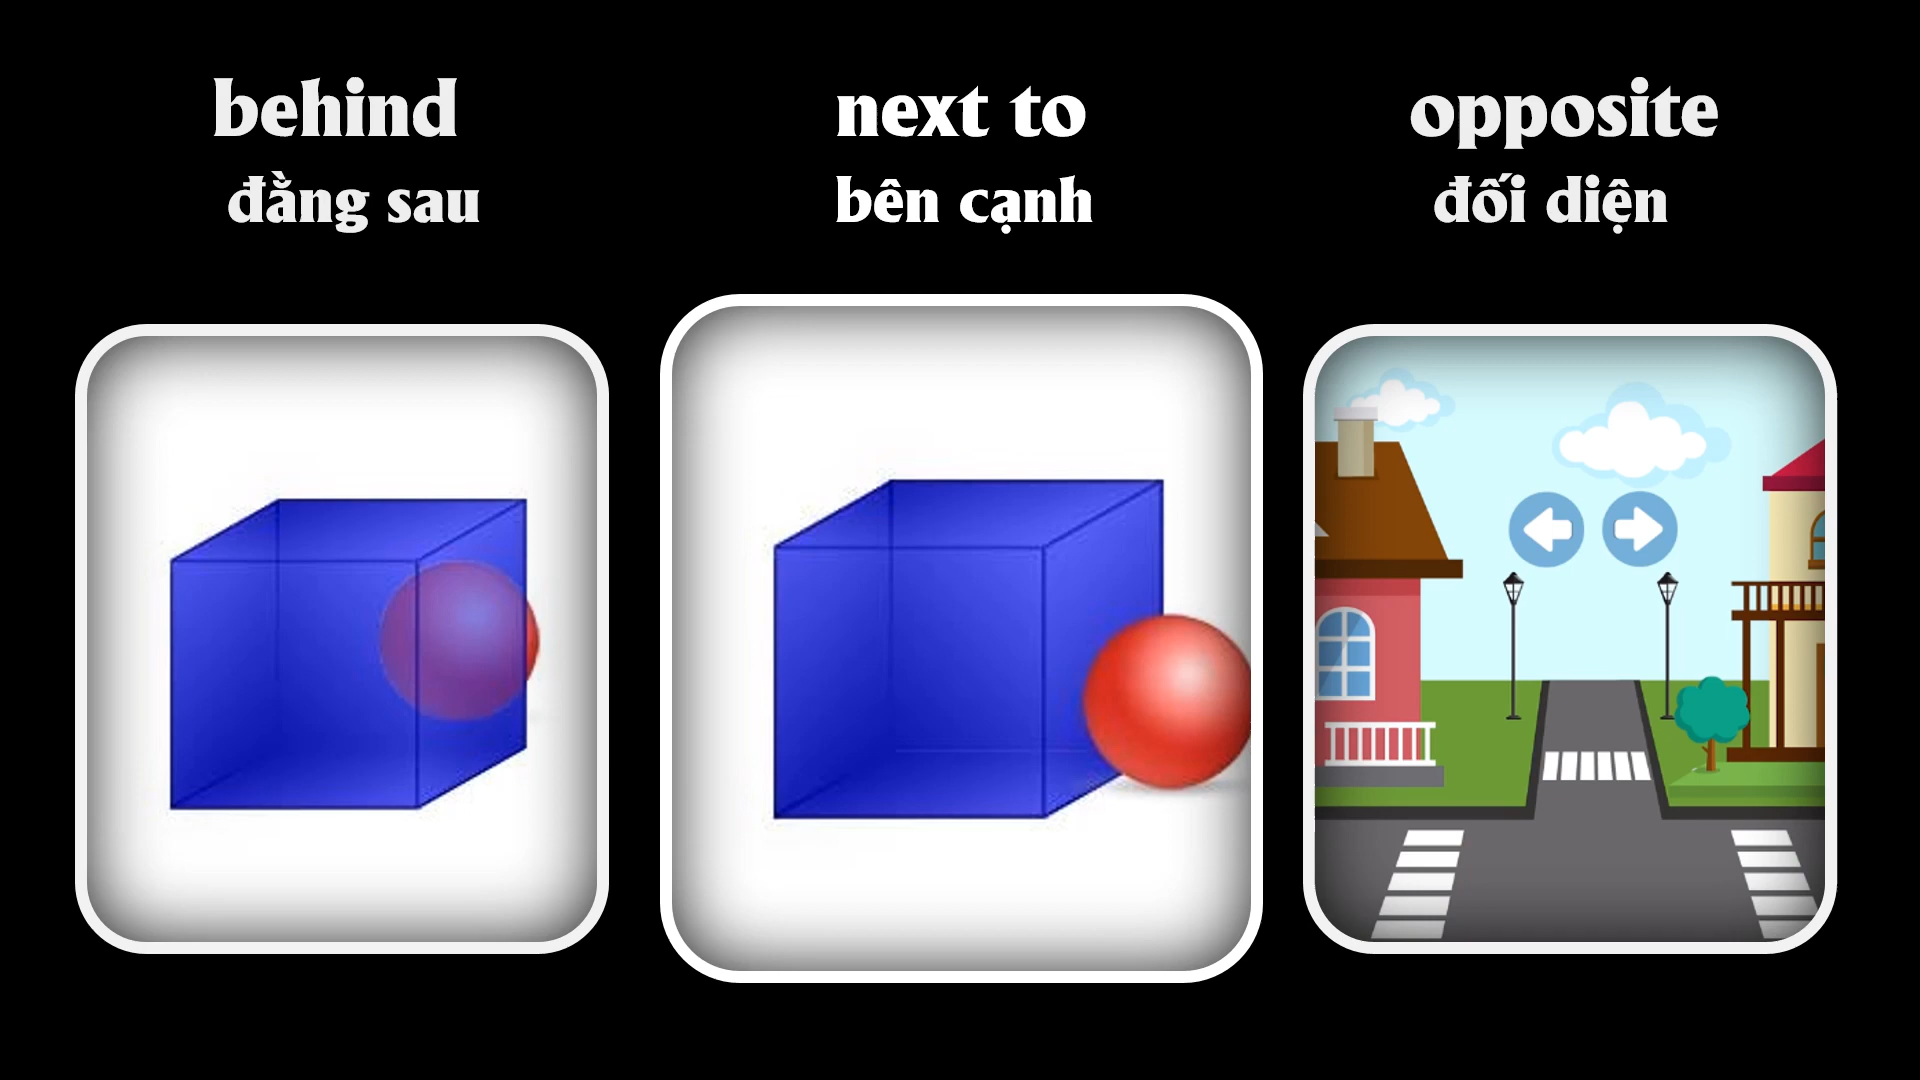 behind
đằng sau
next to
bên cạnh
opposite
đối diện